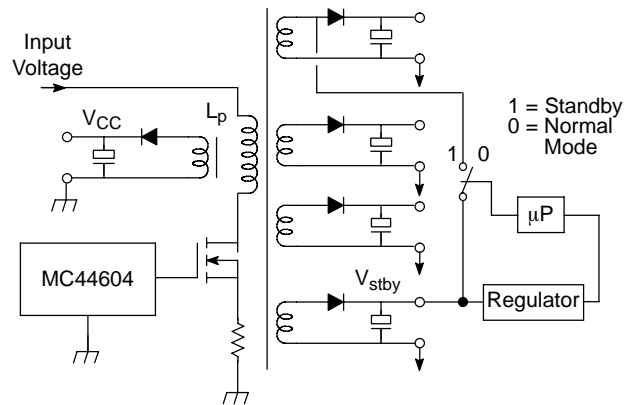 Input
Voltage
VCC
Lp
1 = Standby
0 = Normal
Mode
1 0
μP
MC44604
Vstby
Regulator